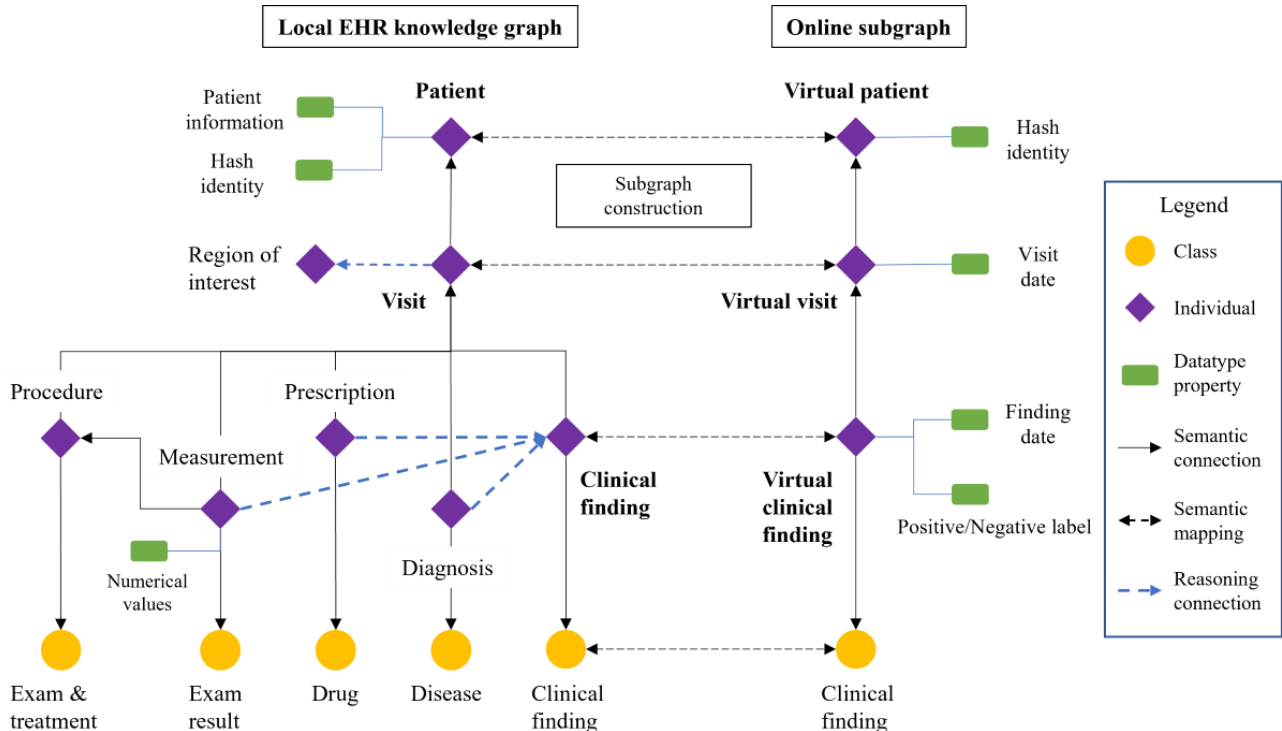 Local EHR knowledge graph
Online subgraph
Patient
information
Patient
Virtual patient
Hash
identity
Hash
identity
Subgraph
construction
Legend
Class
Region of
interest
Visit
Virtual visit
Visit
date
Individual
Procedure
Prescription
Measurement
Clinical
finding
Virtual
clinical
finding
Finding
date
Positive/Negative label
Datatype
property
Semantic
connection
Semantic
mapping
Reasoning
connection
Numerical
values
Diagnosis
Exam &
treatment
Exam
result
Drug
Disease
Clinical
finding
Clinical
finding